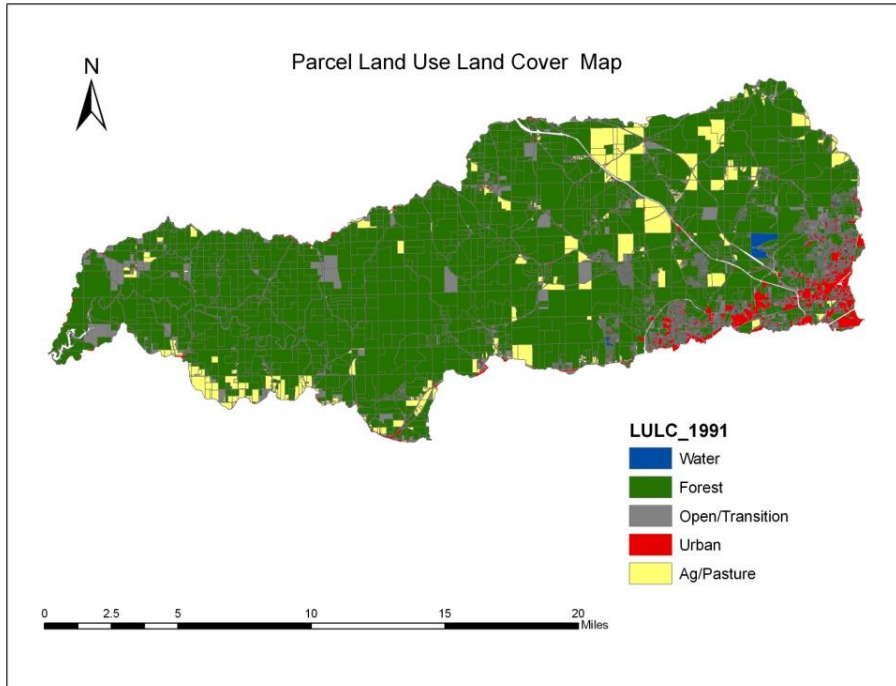 Parcel Land Use Land Cover  Map
N
LULC_1991
Water
Forest
Open/Transition
Urban
Ag/Pasture
0 2.5 5 10 15 20
Miles